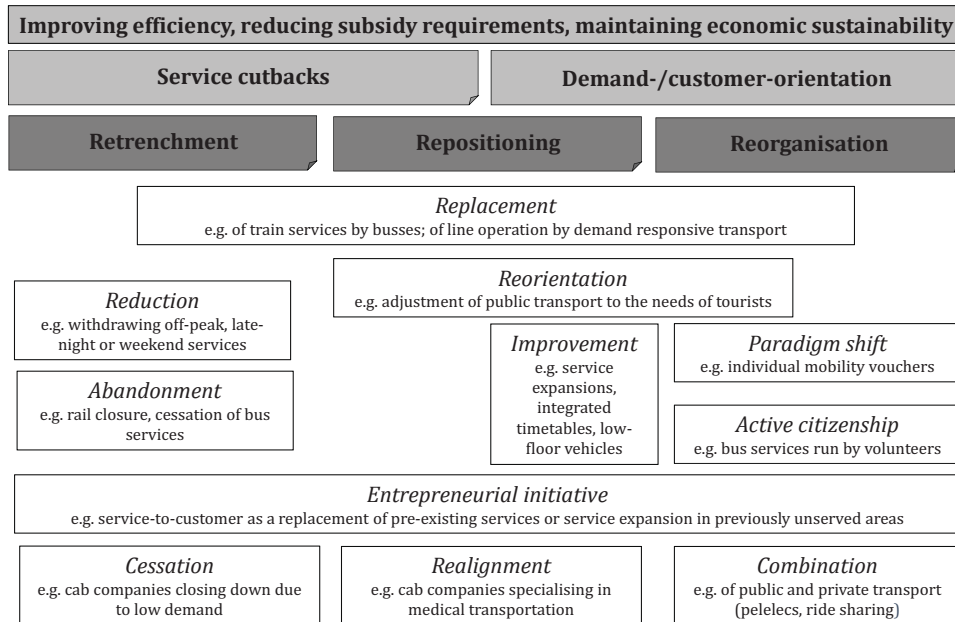 Improving efficiency, reducing subsidy requirements, maintaining economic sustainability
Service cutbacks
Demand-/customer-orientation
Retrenchment
Repositioning
Reorganisation
Replacement
e.g. of train services by busses; of line operation by demand responsive transport
Reorientation
e.g. adjustment of public transport to the needs of tourists
Reduction
e.g. withdrawing off-peak, late-
night or weekend services
Improvement
e.g. service
expansions,
integrated
timetables, low-
floor vehicles
Paradigm shift
e.g. individual mobility vouchers
Abandonment
e.g. rail closure, cessation of bus
services
Active citizenship
e.g. bus services run by volunteers
Entrepreneurial initiative
e.g. service-to-customer as a replacement of pre-existing services or service expansion in previously unserved areas
Cessation
e.g. cab companies closing down due
to low demand
Realignment
e.g. cab companies specialising in
medical transportation
Combination
e.g. of public and private transport
(pelelecs, ride sharing)